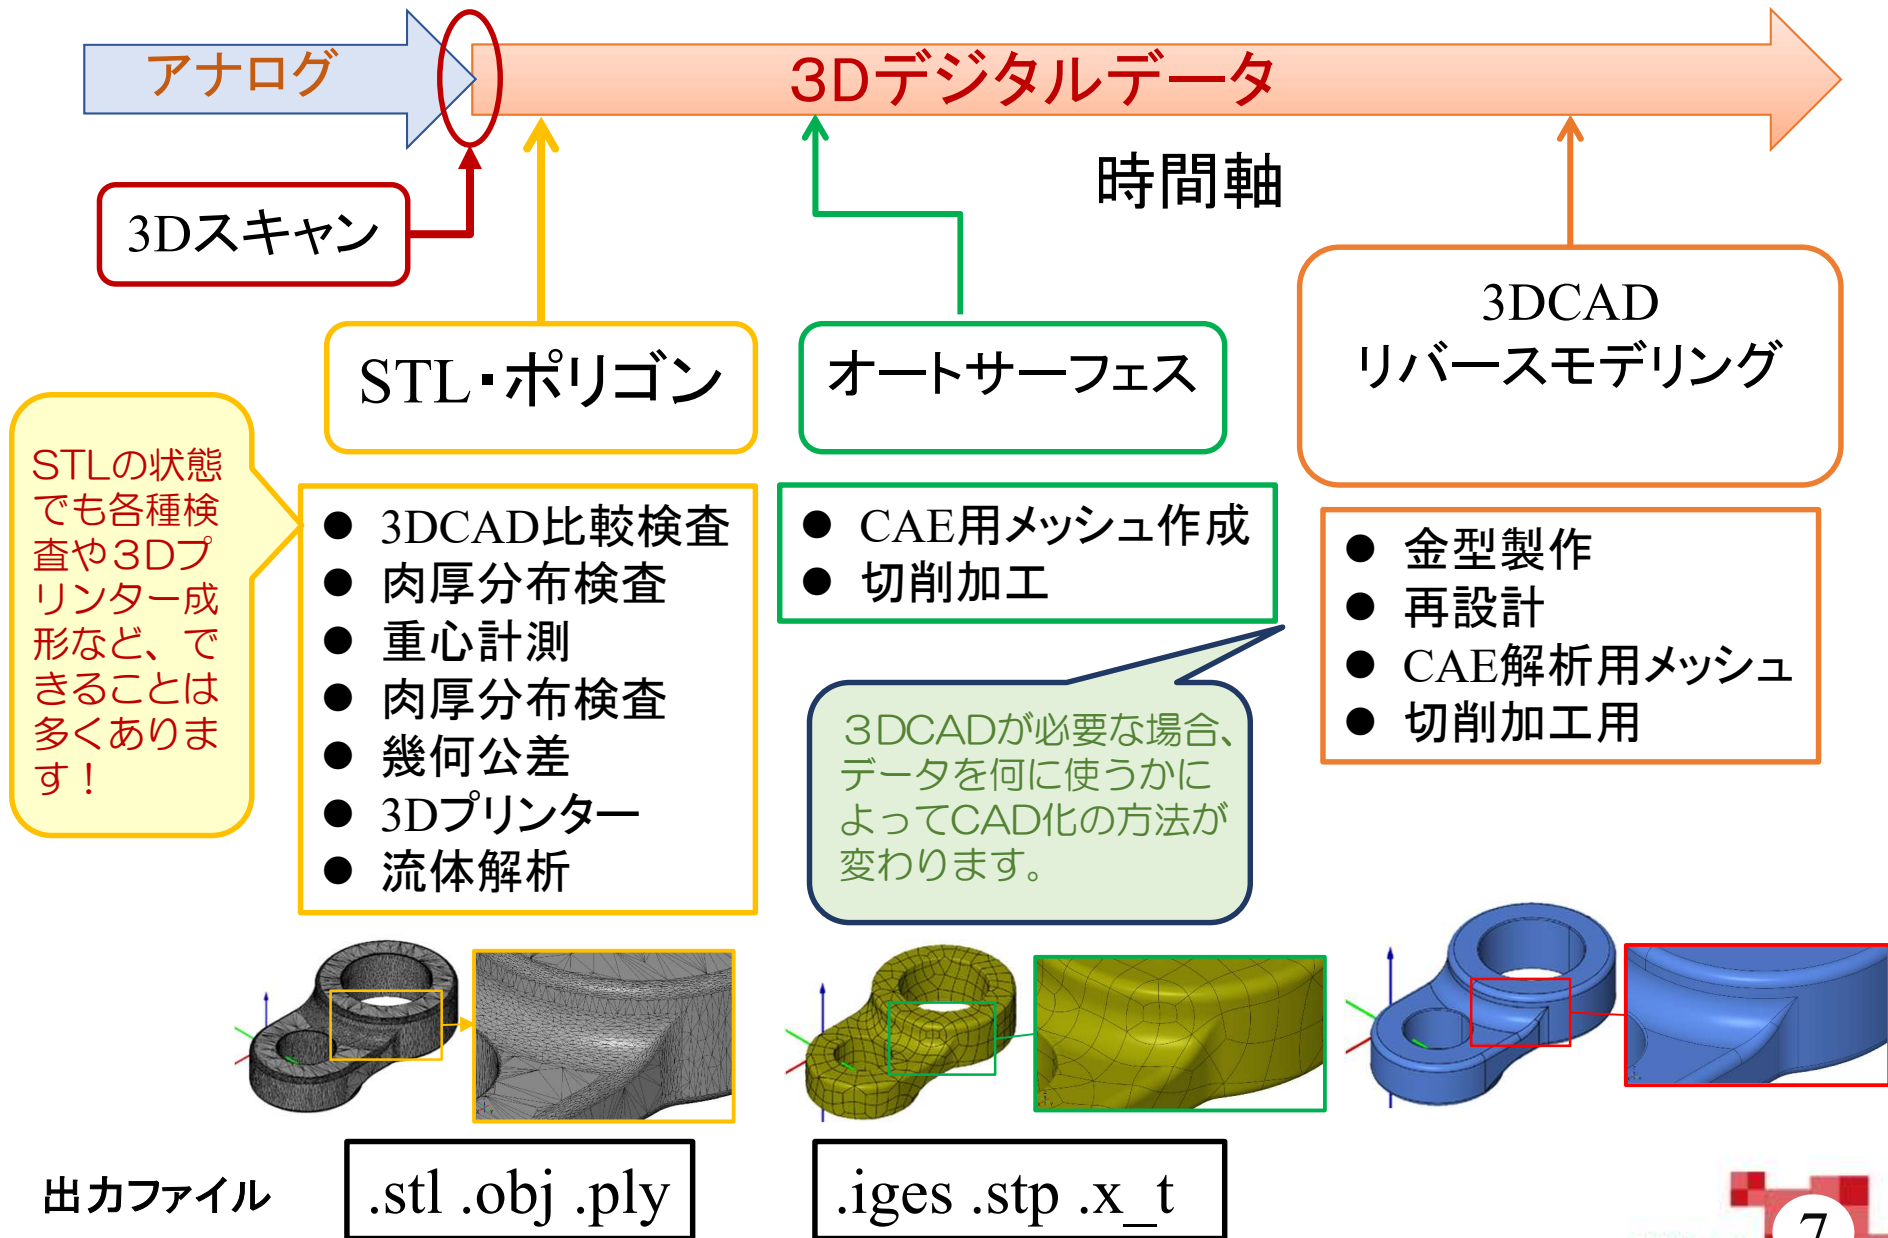 アナログ
3Dデジタルデータ
時間軸
3Dスキャン
STL・ポリゴン
オートサーフェス
3DCAD
リバースモデリング
STLの状態
でも各種検
査や3Dプ
リンター成
形など、で
きることは
多くありま
す！
● 3DCAD比較検査
● 肉厚分布検査
● 重心計測
● 肉厚分布検査
● 幾何公差
● 3Dプリンター
● 流体解析
● CAE用メッシュ作成
● 切削加工
3DCADが必要な場合、
データを何に使うかに
よってCAD化の方法が
変わります。
● 金型製作
● 再設計
● CAE解析用メッシュ
● 切削加工用
出力ファイル
.stl .obj .ply
.iges .stp .x_t
7